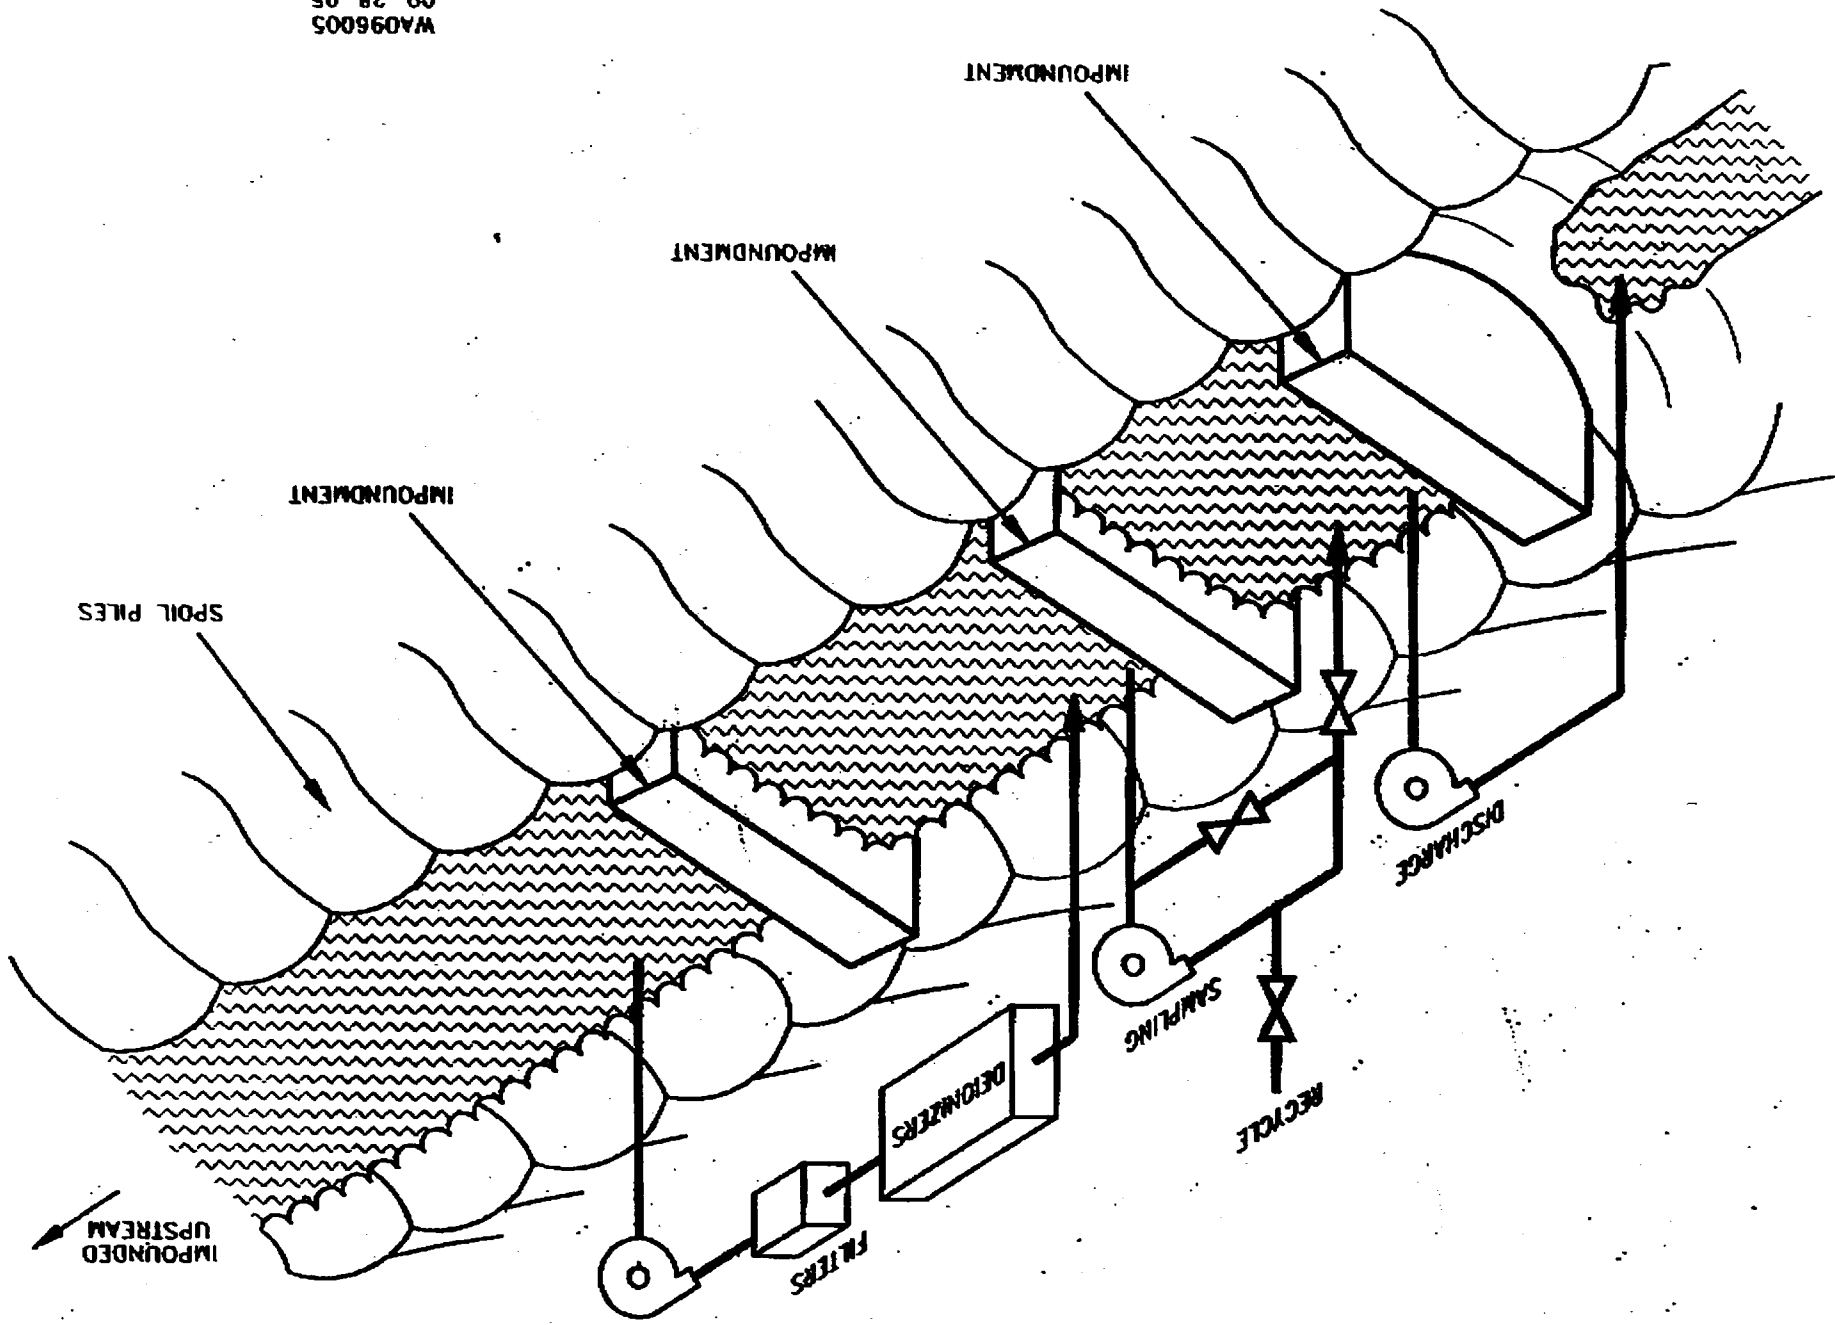 FILTERS
IMPOUNDED
UPSTREAM
RECYCLE
DEIONIZERS
SAMPLING
DISCHARGE
SPOIL PILES
IMPOUNDMENT
IMPOUNDMENT
IMPOUNDMENT
WA096005